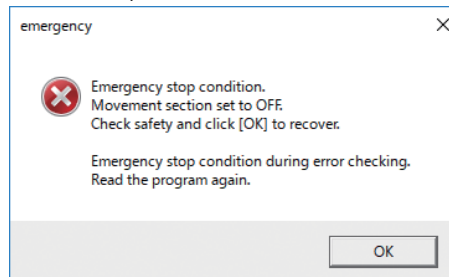 emergency
Emergency stop condition.
Movement section set to OFF.
Check safety and click [OK] to recover.
Emergency stop condition during error checking.
Read the program again.
OK